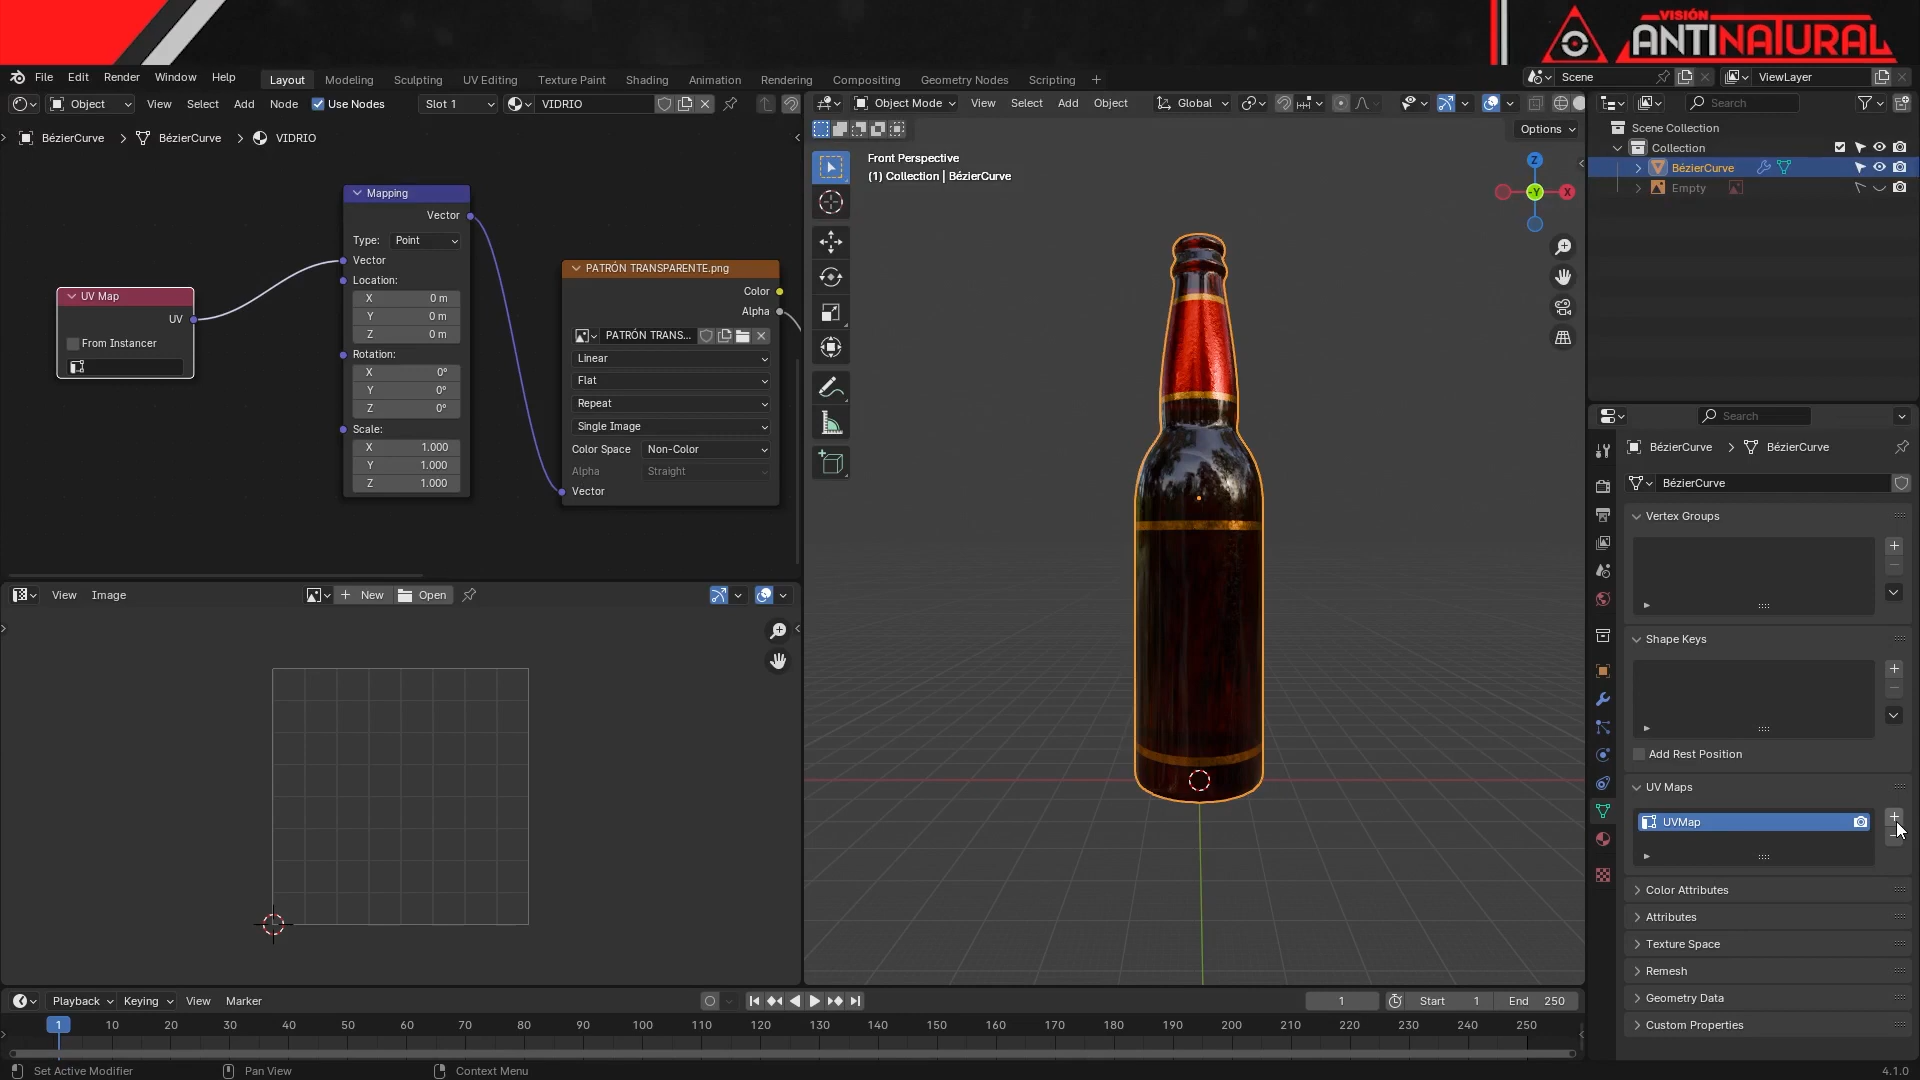 VISIÓN
ANTINATURAL
File Edit Render Window Help
Layout Modeling Sculpting UV Editing Texture Paint Shading Animation Rendering Compositing Geometry Nodes Scripting +
Scene
ViewLayer
Object View Select Add Node Use Nodes Slot 1 VIDRIO
Object Mode View Select Add Object Global
Search
Options
BézierCurve > BézierCurve > VIDRIO
Front Perspective
(1) Collection | BézierCurve
Z
-Y
X
Scene Collection
Collection
BézierCurve
Empty
UV Map
UV
From Instancer
Mapping
Vector
Type: Point
Vector
Location:
X 0 m
Y 0 m
Z 0 m
Rotation:
X 0°
Y 0°
Z 0°
Scale:
X 1.000
Y 1.000
Z 1.000
PATRÓN TRANSPARENTE.png
Color
Alpha
PATRÓN TRANS...
Linear
Flat
Repeat
Single Image
Color Space Non-Color
Alpha Straight
Vector
Search
BézierCurve > BézierCurve
BézierCurve
Vertex Groups
Shape Keys
Add Rest Position
UV Maps
UVMap
Color Attributes
Attributes
Texture Space
Remesh
Geometry Data
Custom Properties
View Image + New Open
Playback Keying View Marker
1 Start 1 End 250
1 10 20 30 40 50 60 70 80 90 100 110 120 130 140 150 160 170 180 190 200 210 220 230 240 250
Set Active Modifier Pan View Context Menu
4.1.0